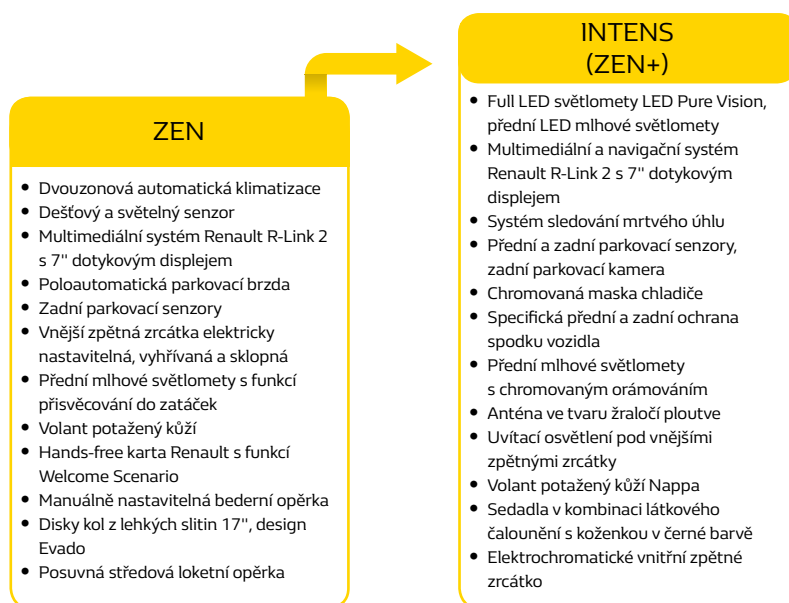 ZEN
• Dvouzonová automatická klimatizace
• Dešťový a světelný senzor
• Multimediální systém Renault R-Link 2
s 7" dotykovým displejem
• Poloautomatická parkovací brzda
• Zadní parkovací senzory
• Vnější zpětná zrcátka elektricky
nastavitelná, vyhřívaná a sklopná
• Přední mlhové světlomety s funkcí
přisvěcování do zatáček
• Volant potažený kůží
• Hands-free karta Renault s funkcí
Welcome Scenario
• Manuálně nastavitelná bederní opěrka
• Disky kol z lehkých slitin 17", design
Evado
• Posuvná středová loketní opěrka
INTENS
(ZEN+)
• Full LED světlomety LED Pure Vision,
přední LED mlhové světlomety
• Multimediální a navigační systém
Renault R-Link 2 s 7" dotykovým
displejem
• Systém sledování mrtvého úhlu
• Přední a zadní parkovací senzory,
zadní parkovací kamera
• Chromovaná maska chladiče
• Specifická přední a zadní ochrana
spodku vozidla
• Přední mlhové světlomety
s chromovaným orámováním
• Anténa ve tvaru žraločí ploutve
• Uvítací osvětlení pod vnějšími
zpětnými zrcátky
• Volant potažený kůží Nappa
• Sedadla v kombinaci látkového
čalounění s koženkou v černé barvě
• Elektrochromatické vnitřní zpětné
zrcátko